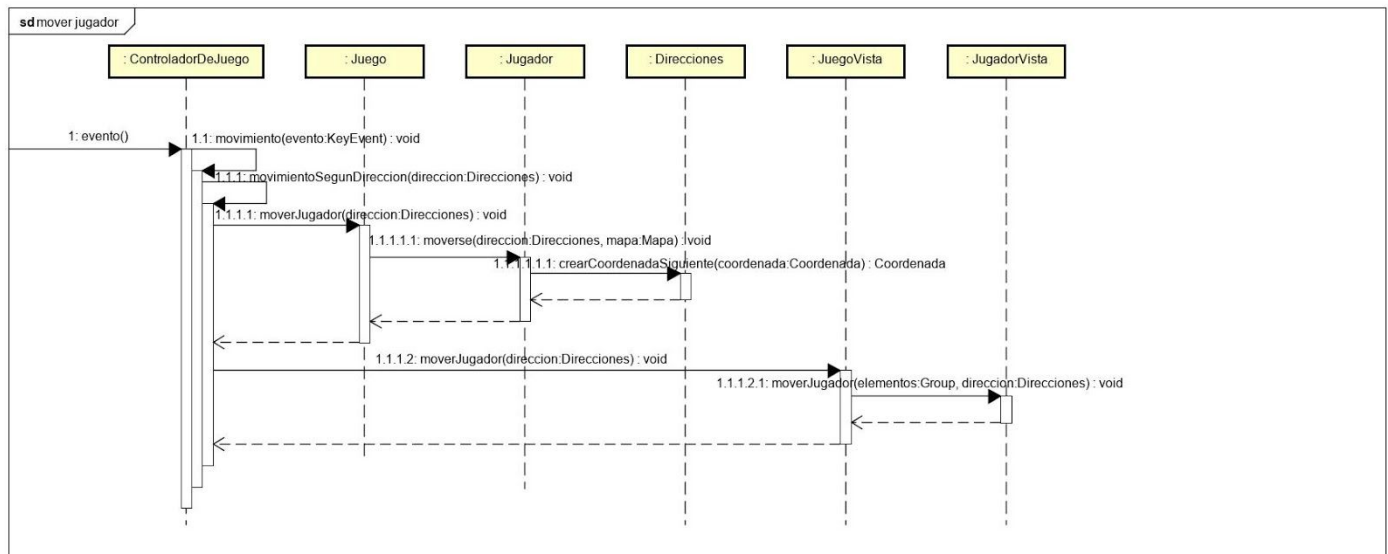 sd mover jugador
: ControladorDeJuego
: Juego
: Jugador
: Direcciones
: JuegoVista
: JugadorVista
1: evento()
1.1: movimiento(evento:KeyEvent) : void
1.1.1: movimientoSegunDireccion(direccion:Direcciones) : void
1.1.1.1: moverJugador(direccion:Direcciones) : void
1.1.1.1.1: moverse(direccion:Direcciones, mapa:Mapa) : void
1.1.1.1.1.1: crearCoordenadaSiguiente(coordenada:Coordenada) : Coordenada
1.1.1.2: moverJugador(direccion:Direcciones) : void
1.1.1.2.1: moverJugador(elementos:Group, direccion:Direcciones) : void